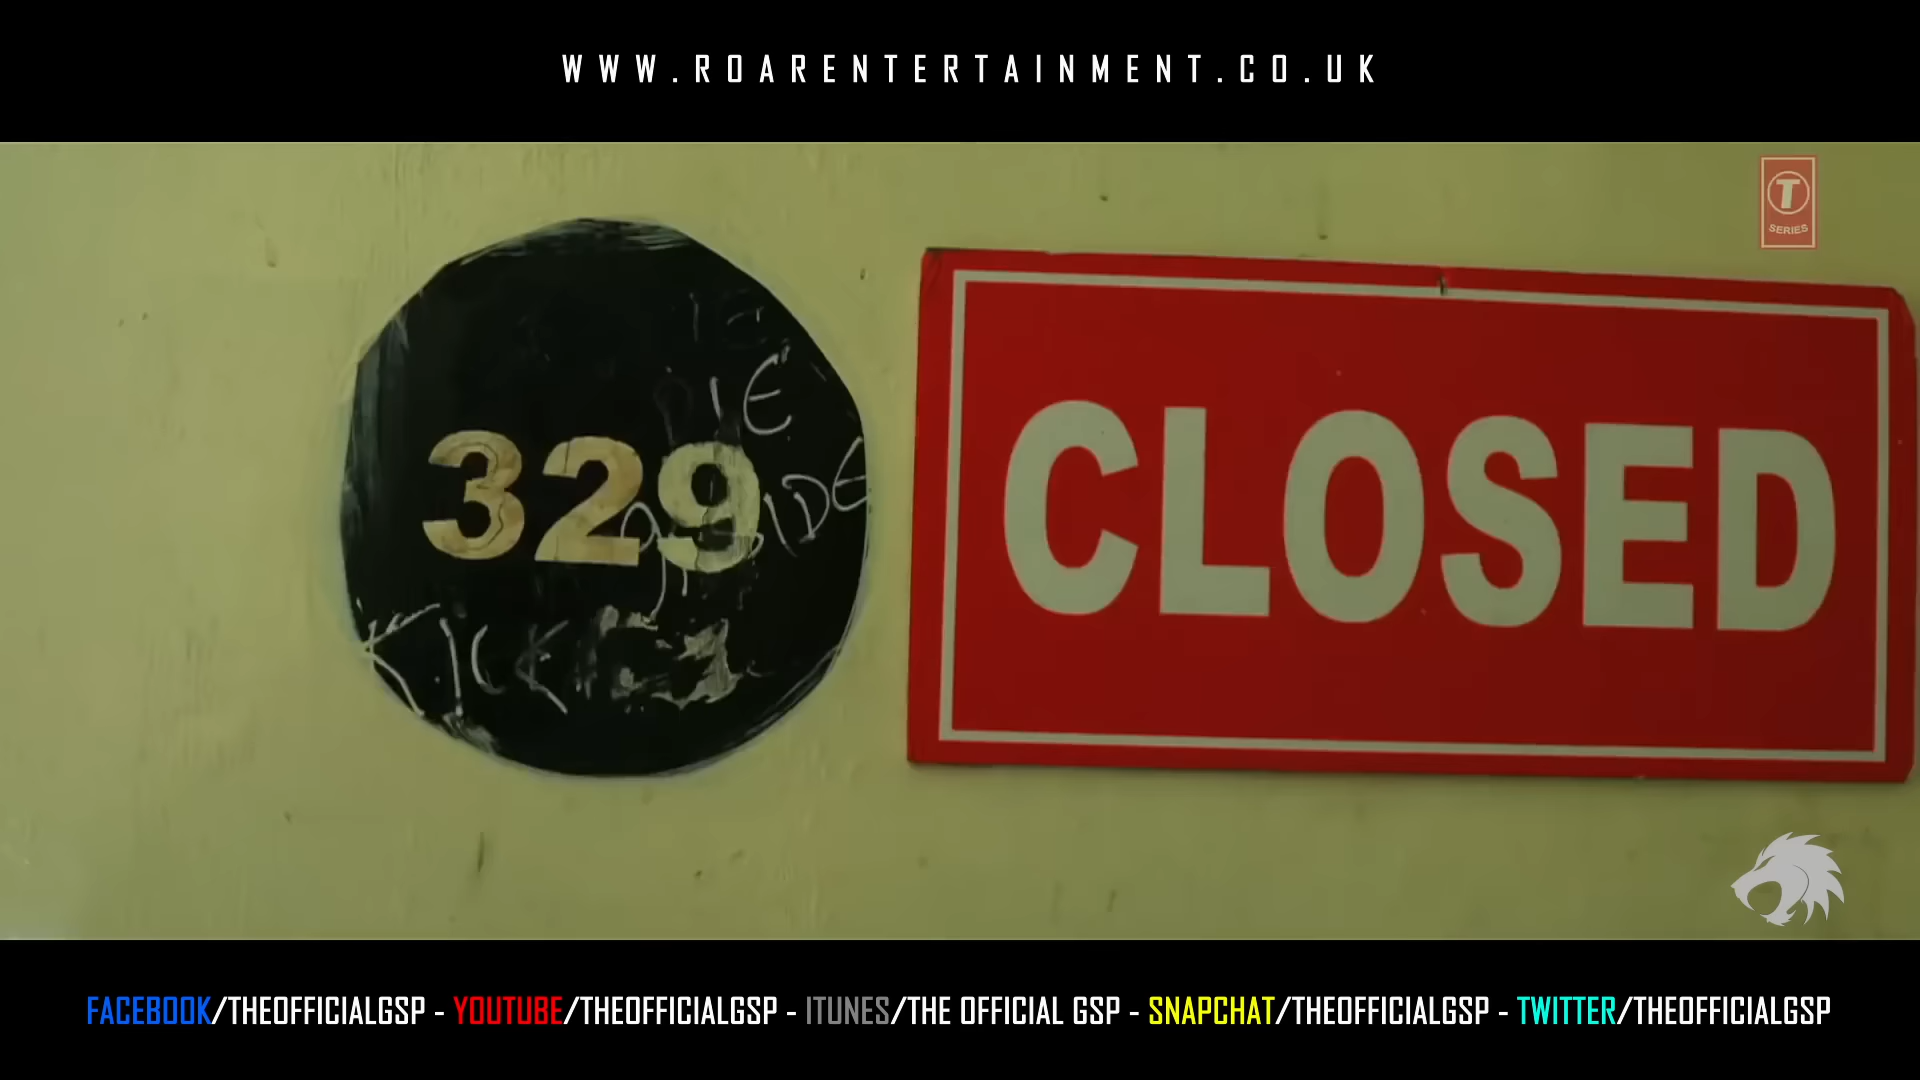 WWW.ROARENTERTAINMENT.CO.UK
T
SERIES
329
CLOSED
FACEBOOK/THEOFFICIALGSP - YOUTUBE/THEOFFICIALGSP - ITUNES/THE OFFICIAL GSP - SNAPCHAT/THEOFFICIALGSP - TWITTER/THEOFFICIALGSP